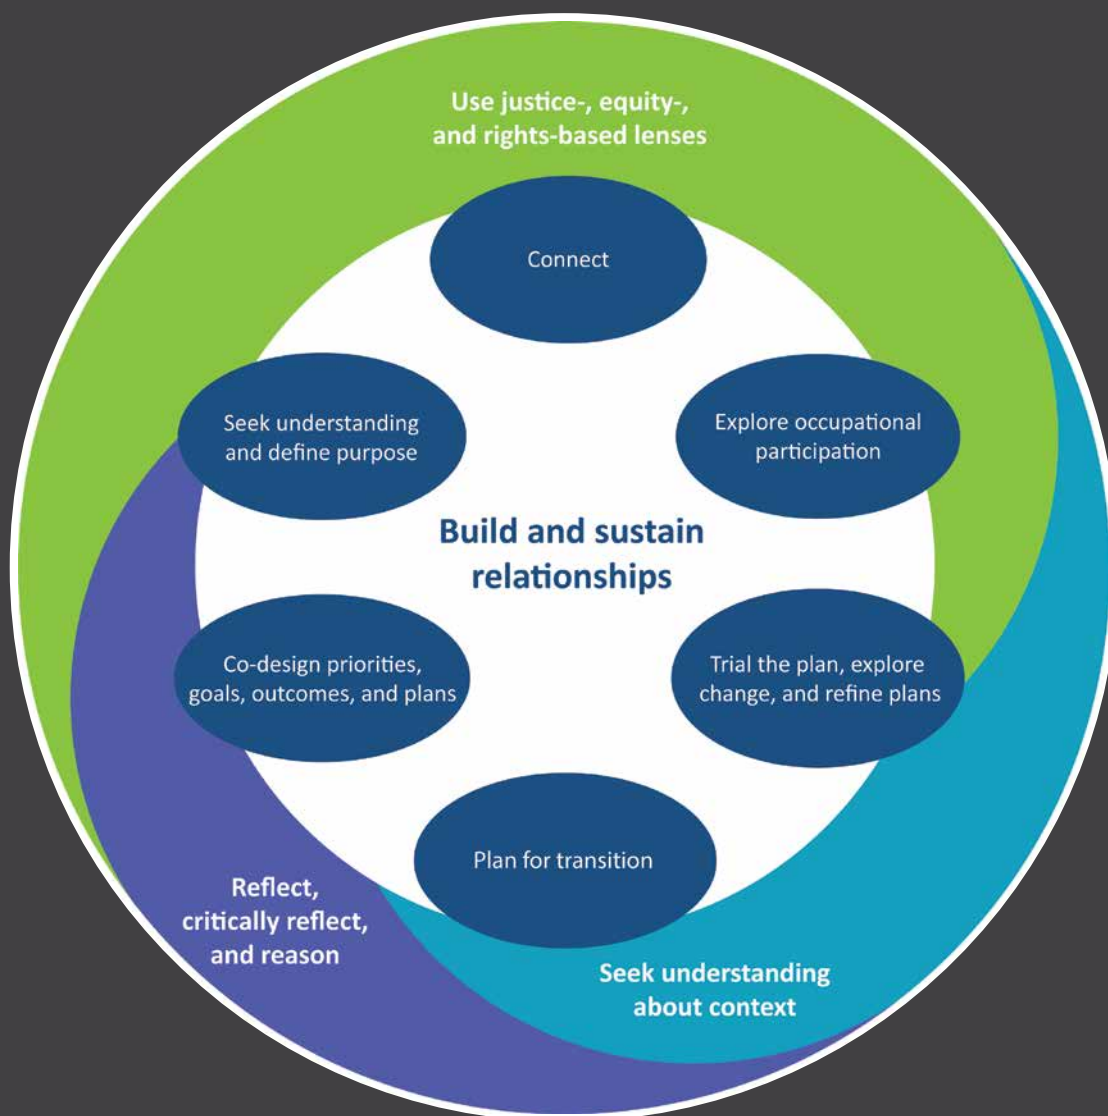 Use justice-, equity-,
and rights-based lenses
Connect
Seek understanding
and define purpose
Explore occupational
participation
Build and sustain
relationships
Co-design priorities,
goals, outcomes, and plans
Trial the plan, explore
change, and refine plans
Plan for transition
Reflect,
critically reflect,
and reason
Seek understanding
about context